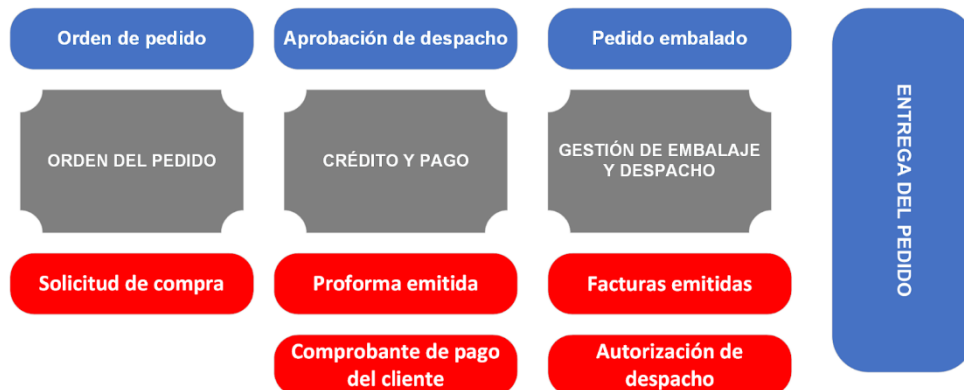 Orden de pedido
Aprobación de despacho
Pedido embalado
ORDEN DEL PEDIDO
CRÉDITO Y PAGO
GESTIÓN DE EMBALAJE
Y DESPACHO
Solicitud de compra
Proforma emitida
Facturas emitidas
Comprobante de pago
del cliente
Autorización de
despacho
ENTREGA DEL PEDIDO